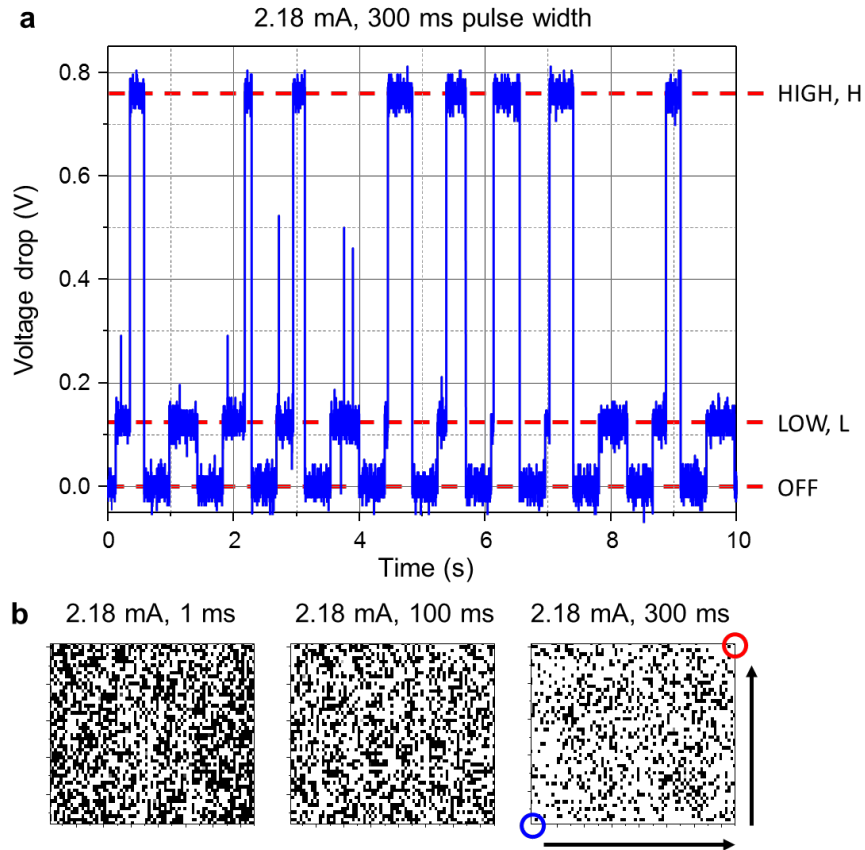 a
2.18 mA, 300 ms pulse width
Voltage drop (V)
0.8
0.6
0.4
0.2
0.0
HIGH, H
LOW, L
OFF
0 2 4 6 8 10
Time (s)
b
2.18 mA, 1 ms 2.18 mA, 100 ms 2.18 mA, 300 ms